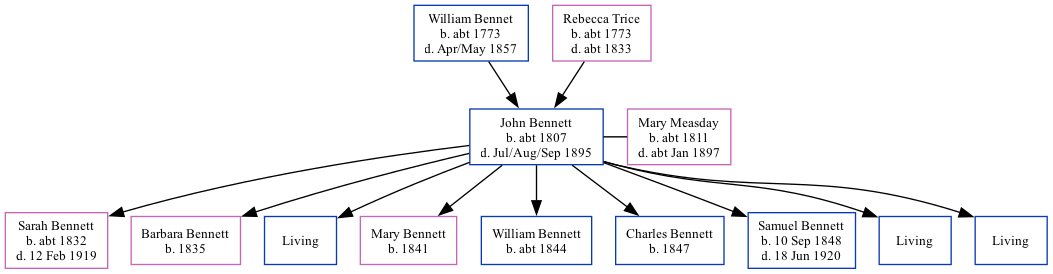 William Bennet
b. abt 1773
d. Apr/May 1857
Rebecca Trice
b. abt 1773
d. abt 1833
John Bennett
b. abt 1807
d. Jul/Aug/Sep 1895
Mary Measday
b. abt 1811
d. abt Jan 1897
Sarah Bennett
b. abt 1832
d. 12 Feb 1919
Barbara Bennett
b. 1835
Living
Mary Bennett
b. 1841
William Bennett
b. abt 1844
Charles Bennett
b. 1847
Samuel Bennett
b. 10 Sep 1848
d. 18 Jun 1920
Living
Living